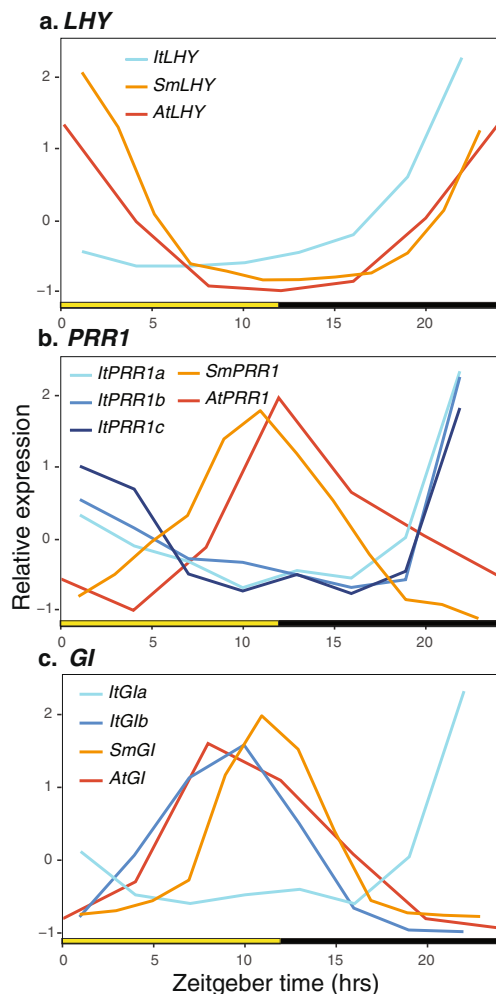 a. LHY
ItLHY
SmLHY
AtLHY
2
1
0
−1
0 5 10 15 20
b. PRR1
ItPRR1a SmPRR1
ItPRR1b AtPRR1
ItPRR1c
2
1
0
−1
Relative expression
0 5 10 15 20
c. GI
ItGIa
ItGIb
SmGI
AtGI
2
1
0
−1
0 5 10 15 20
Zeitgeber time (hrs)